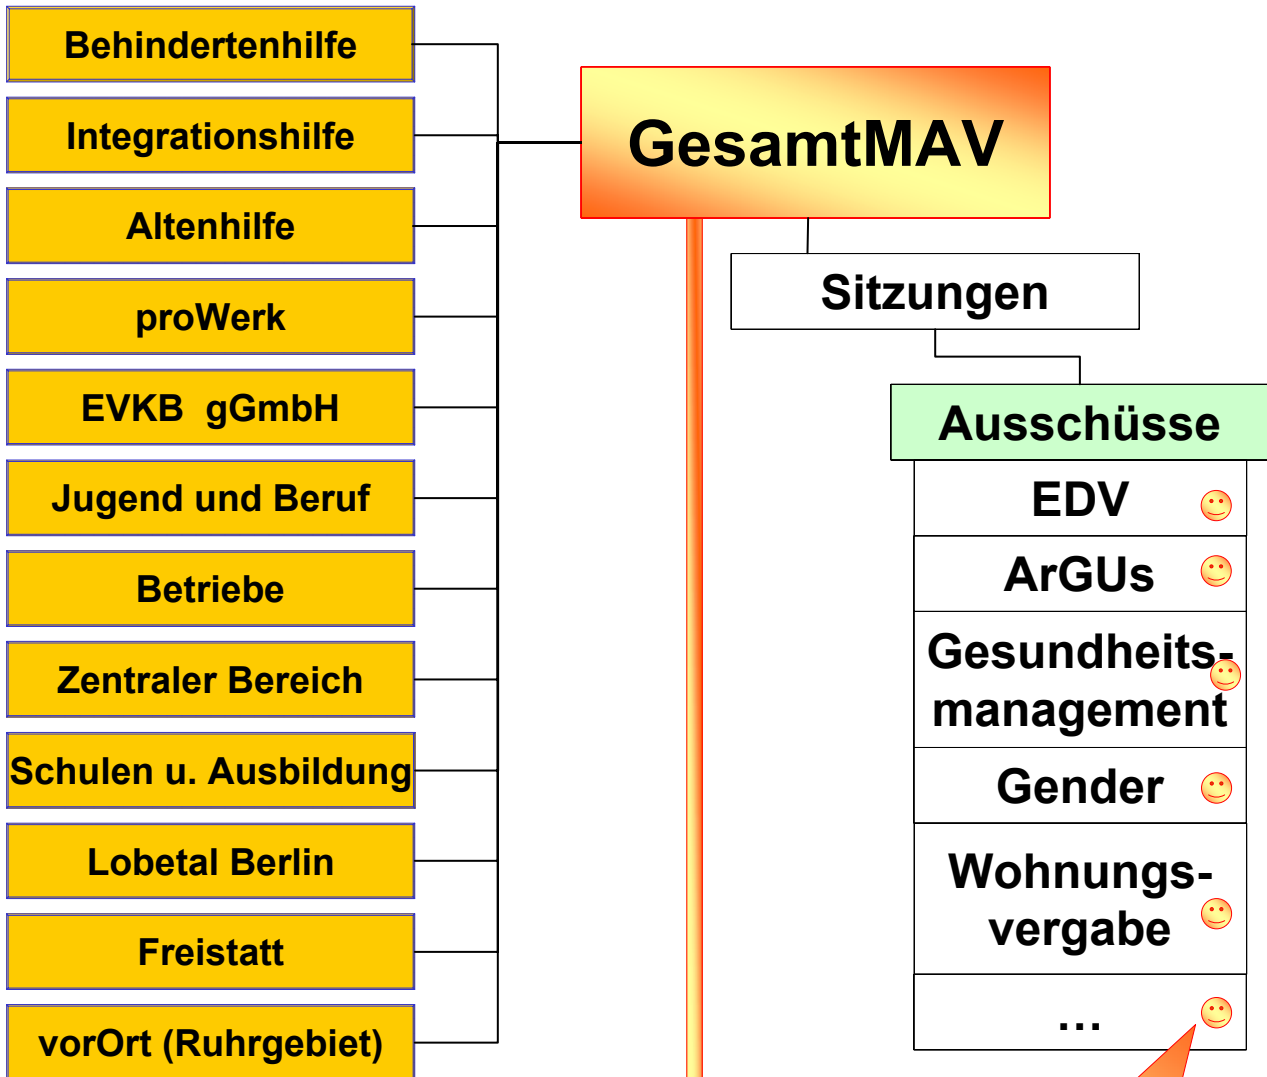 Behindertenhilfe
Integrationshilfe
Altenhilfe
proWerk
EVKB gGmbH
Jugend und Beruf
Betriebe
Zentraler Bereich
Schulen u. Ausbildung
Lobetal Berlin
Freistatt
vorOrt (Ruhrgebiet)
GesamtMAV
Sitzungen
Ausschüsse
EDV
ArGUs
Gesundheits-
management
Gender
Wohnungs-
vergabe
...